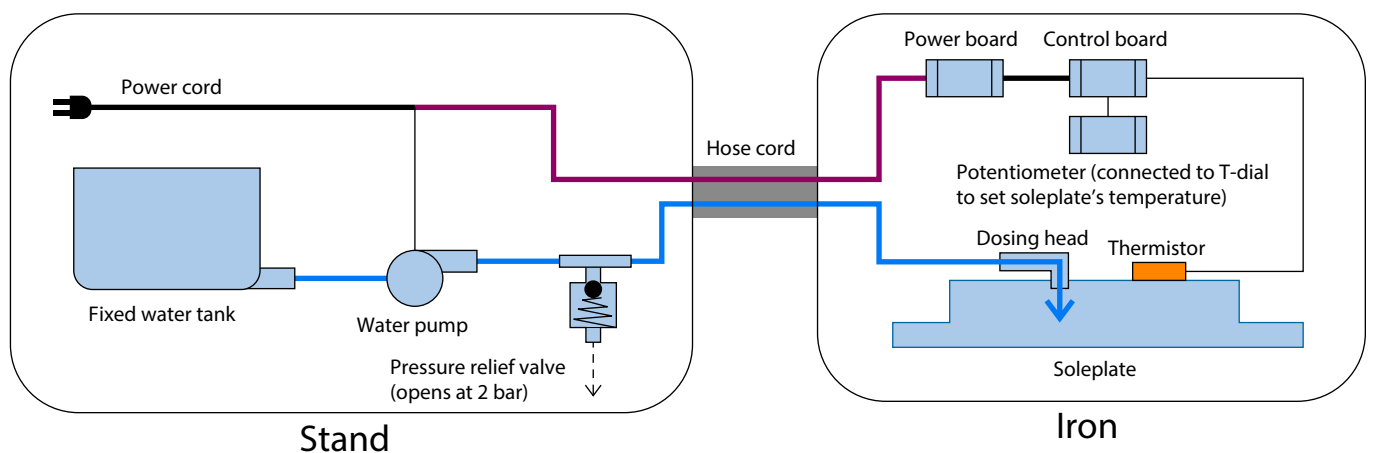 Power cord
Fixed water tank
Water pump
Pressure relief valve
(opens at 2 bar)
Stand
Hose cord
Power board
Control board
Potentiometer (connected to T-dial
to set soleplate’s temperature)
Dosing head
Thermistor
Soleplate
Iron